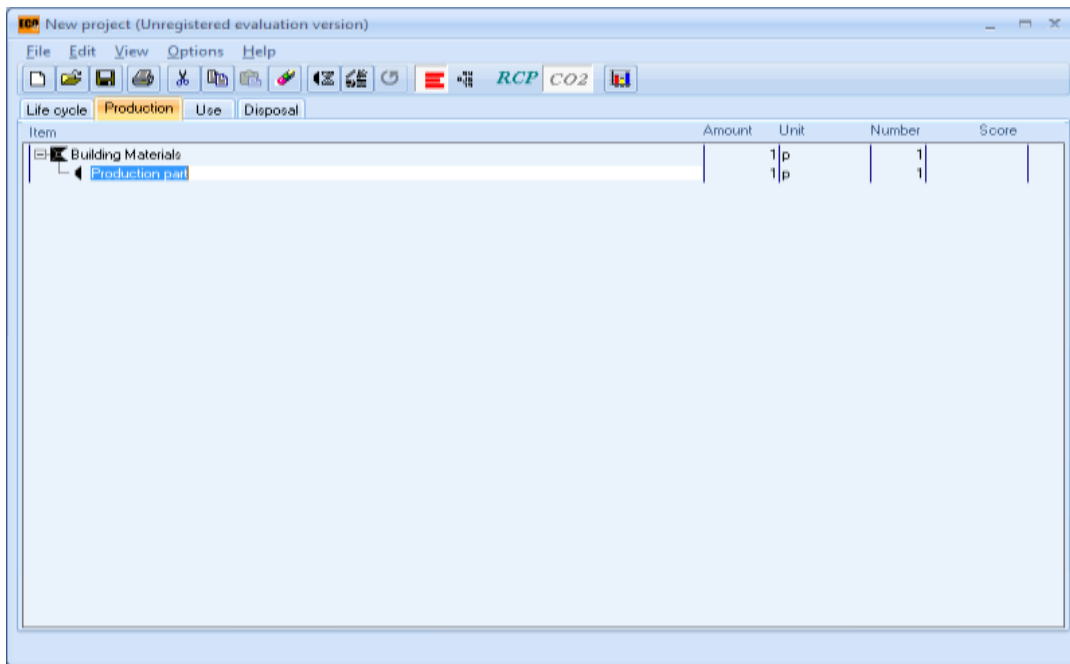 New project (Unregistered evaluation version)
File Edit View Options Help
RCP CO2
Life cycle Production Use Disposal
Item Amount Unit Number Score
Building Materials 1 p 1
Production part 1 p 1